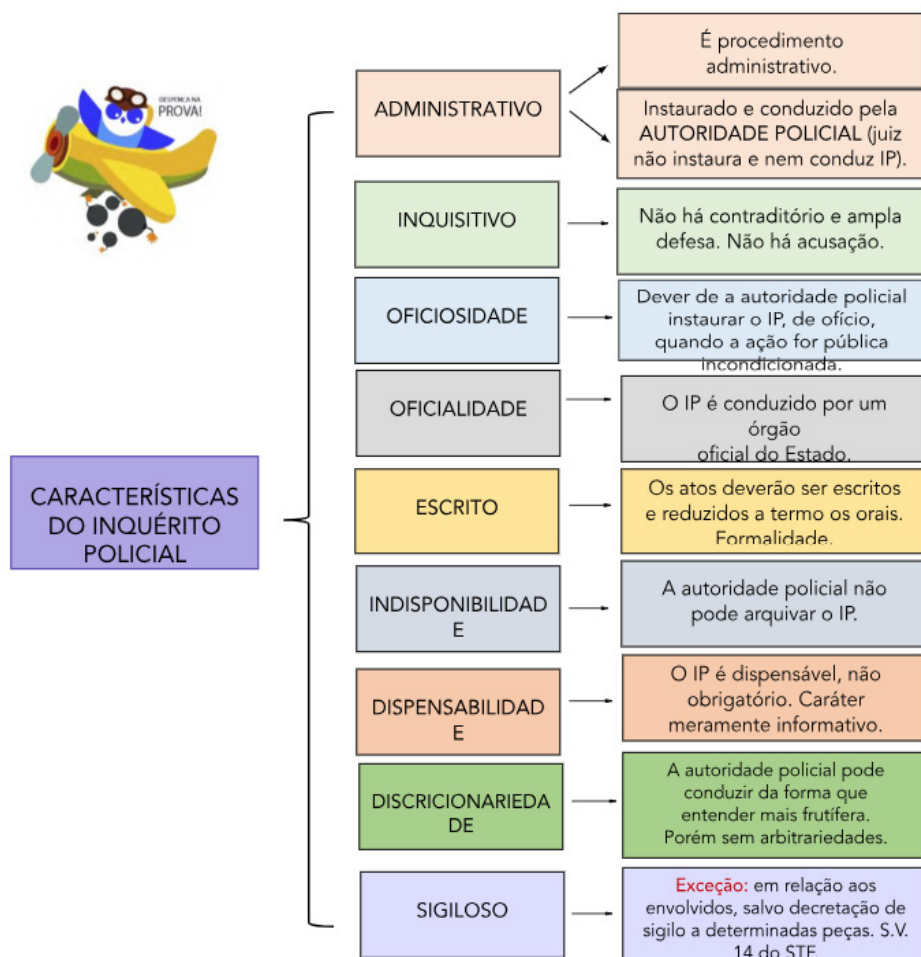 DESPENCA NA
PROVA!
CARACTERÍSTICAS
DO INQUÉRITO
POLICIAL
ADMINISTRATIVO
É procedimento
administrativo.
Instaurado e conduzido pela
AUTORIDADE POLICIAL (juiz
não instaura e nem conduz IP).
INQUISITIVO
Não há contraditório e ampla
defesa. Não há acusação.
OFICIOSIDADE
Dever de a autoridade policial
instaurar o IP, de ofício,
quando a ação for pública
incondicionada.
OFICIALIDADE
O IP é conduzido por um
órgão
oficial do Estado.
ESCRITO
Os atos deverão ser escritos
e reduzidos a termo os orais.
Formalidade.
INDISPONIBILIDAD
E
A autoridade policial não
pode arquivar o IP.
DISPENSABILIDAD
E
O IP é dispensável, não
obrigatório. Caráter
meramente informativo.
DISCRICIONARIEDA
DE
A autoridade policial pode
conduzir da forma que
entender mais frutífera.
Porém sem arbitrariedades.
SIGILOSO
Exceção: em relação aos
envolvidos, salvo decretação de
sigilo a determinadas peças. S.V.
14 do STF.